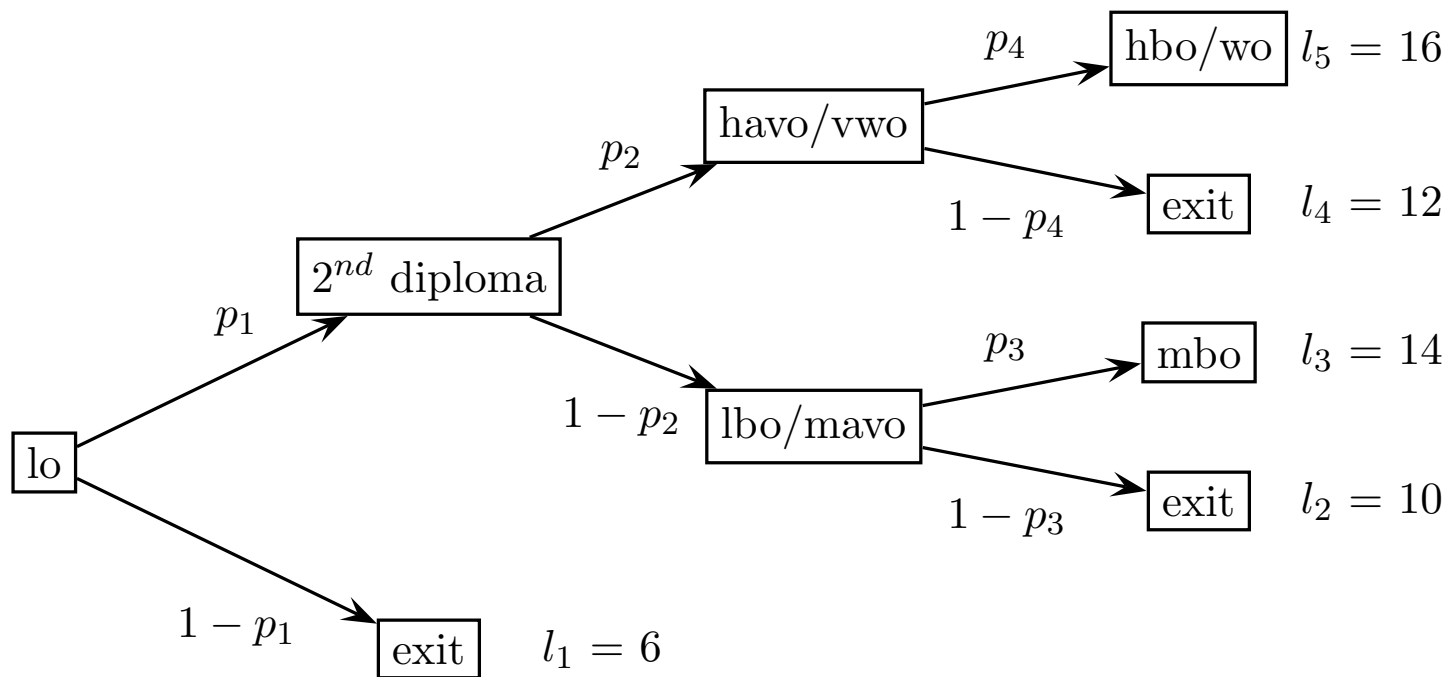 p₄
hbo/wo
l₅ = 16
havo/vwo
p₂
1 − p₄
exit
l₄ = 12
2ⁿᵈ diploma
p₁
p₃
mbo
l₃ = 14
1 − p₂
lbo/mavo
lo
1 − p₃
exit
l₂ = 10
1 − p₁
exit
l₁ = 6